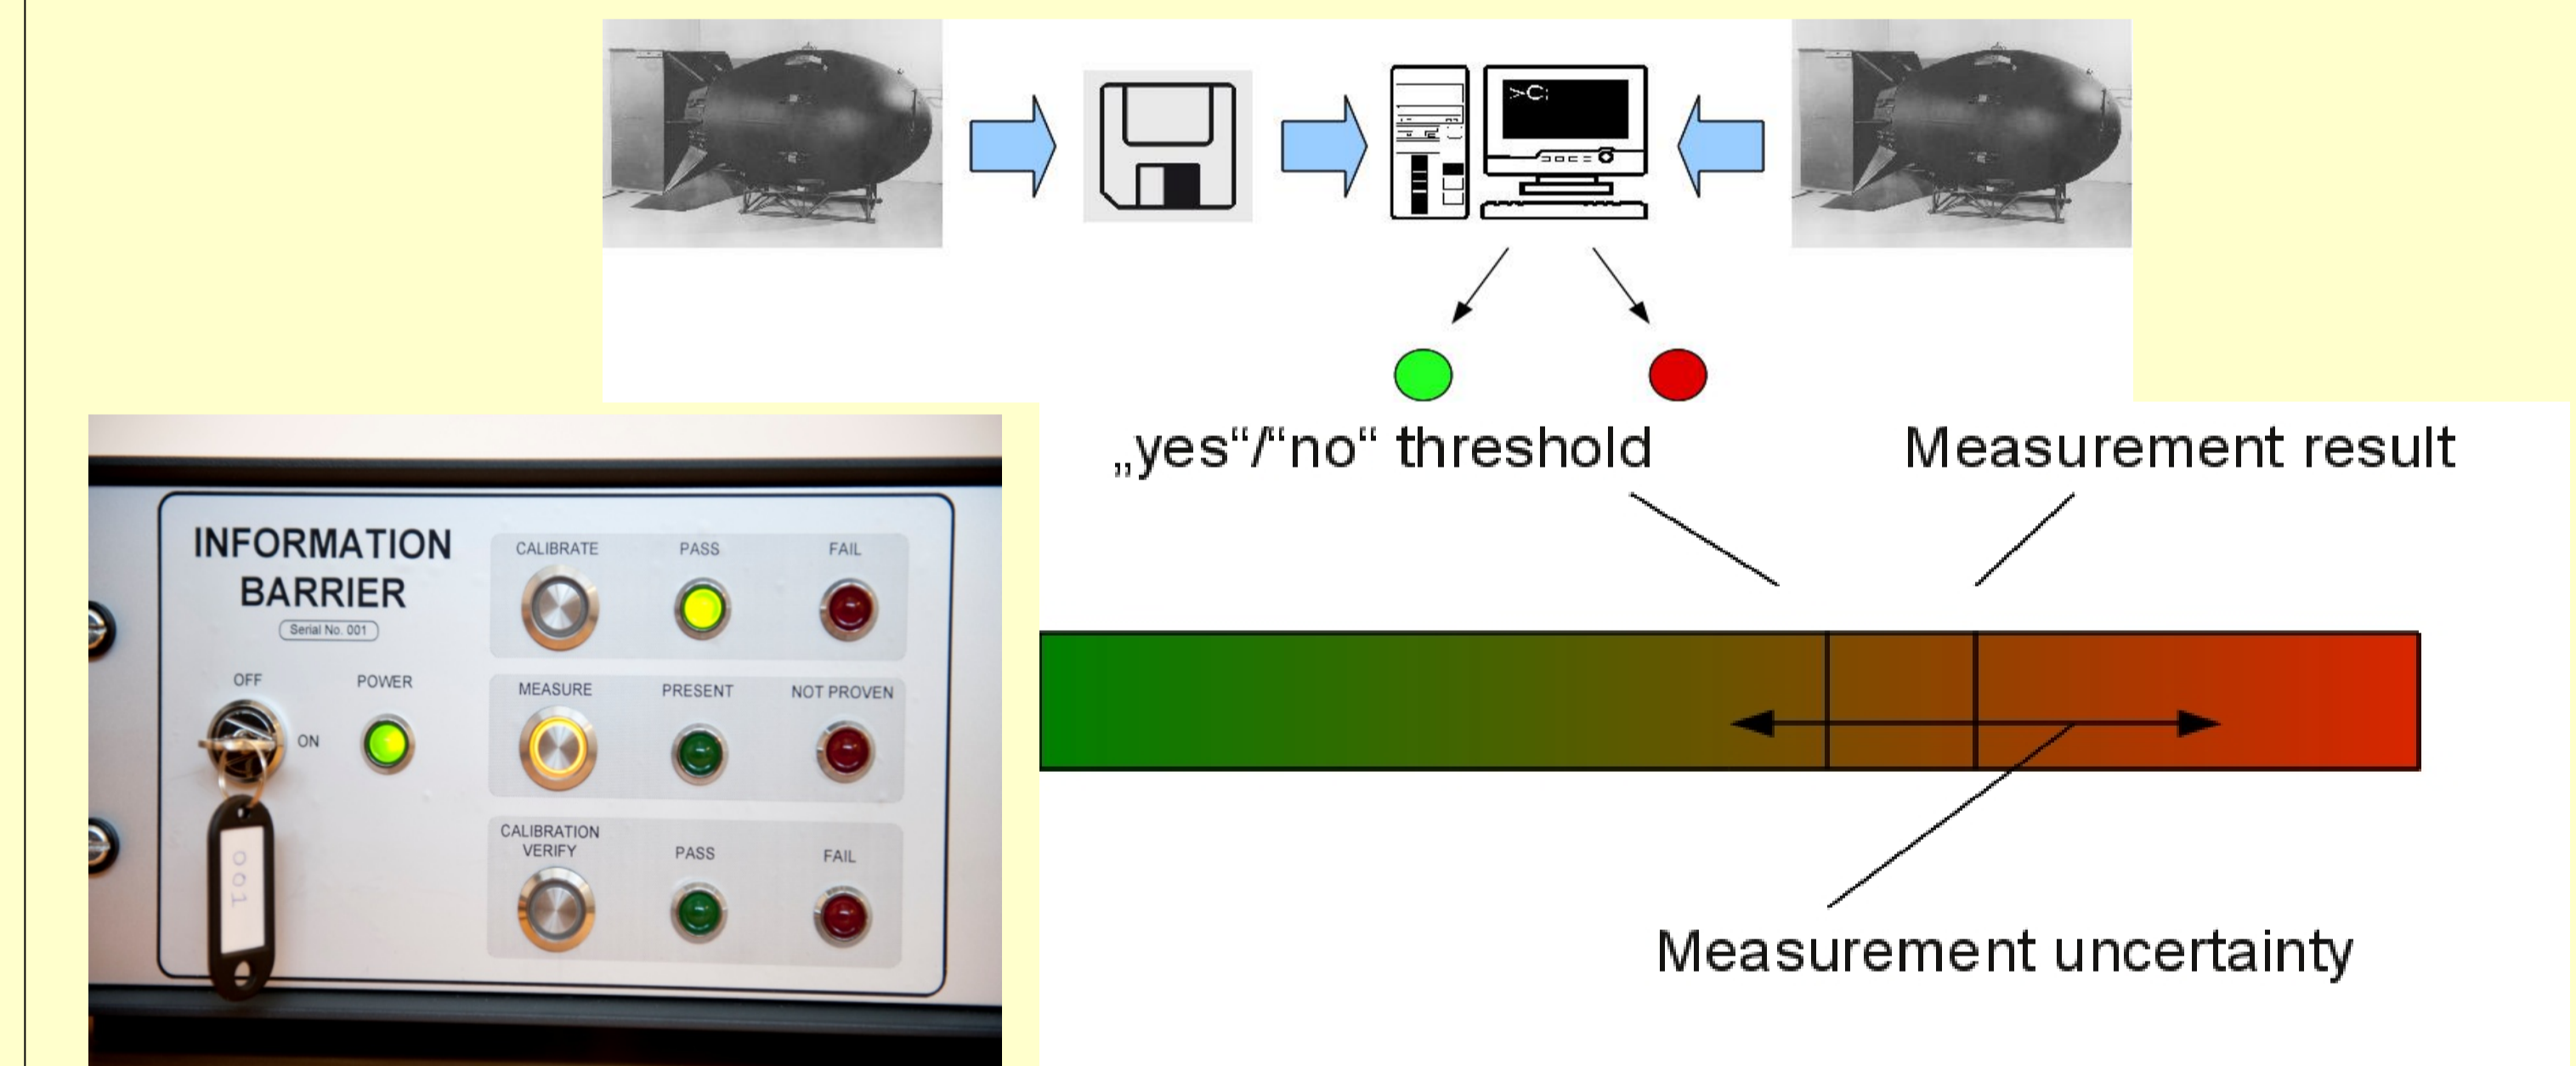 >C:
„yes“/“no“ threshold
Measurement result
INFORMATION
BARRIER
Serial No. 001
OFF
POWER
ON
CALIBRATE
PASS
FAIL
MEASURE
PRESENT
NOT PROVEN
CALIBRATION
VERIFY
PASS
FAIL
001
Measurement uncertainty